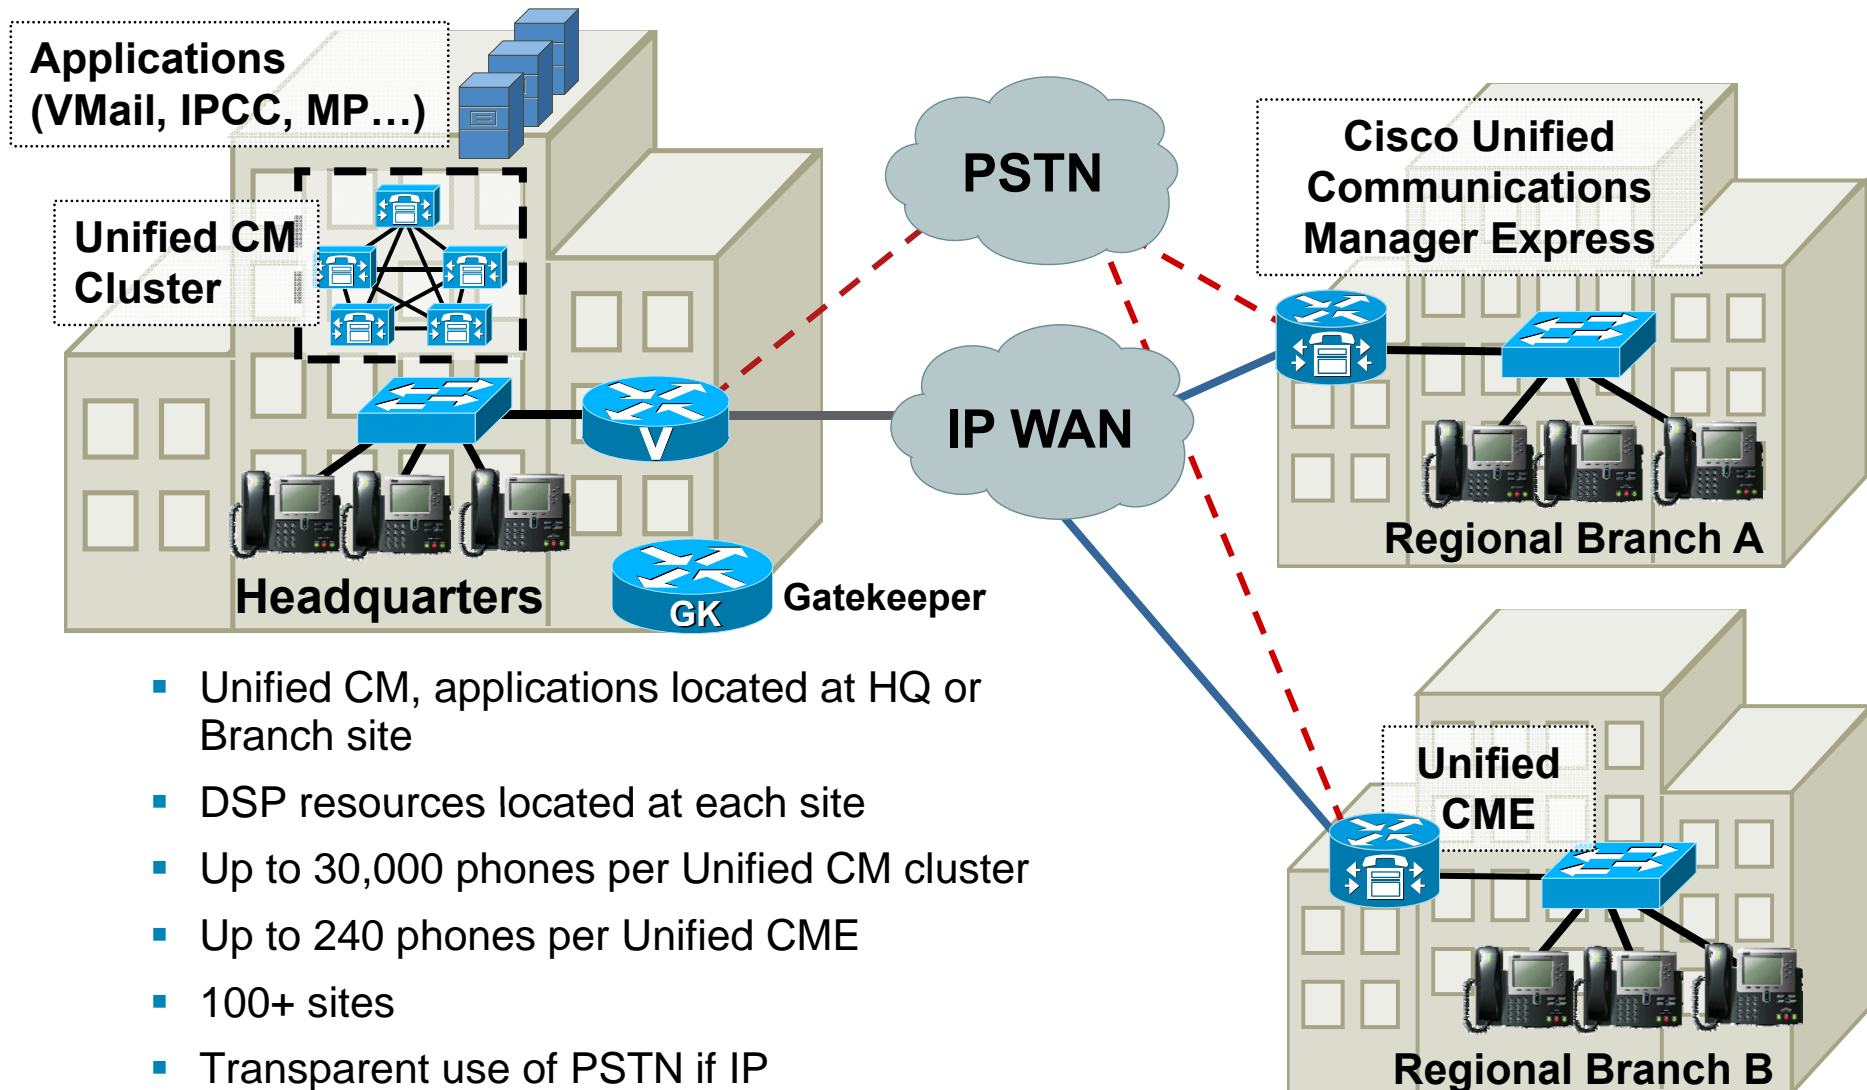 Applications
(VMail, IPCC, MP…)
Unified CM
Cluster
PSTN
IP WAN
Cisco Unified
Communications
Manager Express
V
Regional Branch A
Headquarters
GK
Gatekeeper
Unified
CME
Regional Branch B
▪ Unified CM, applications located at HQ or
Branch site
▪ DSP resources located at each site
▪ Up to 30,000 phones per Unified CM cluster
▪ Up to 240 phones per Unified CME
▪ 100+ sites
▪ Transparent use of PSTN if IP